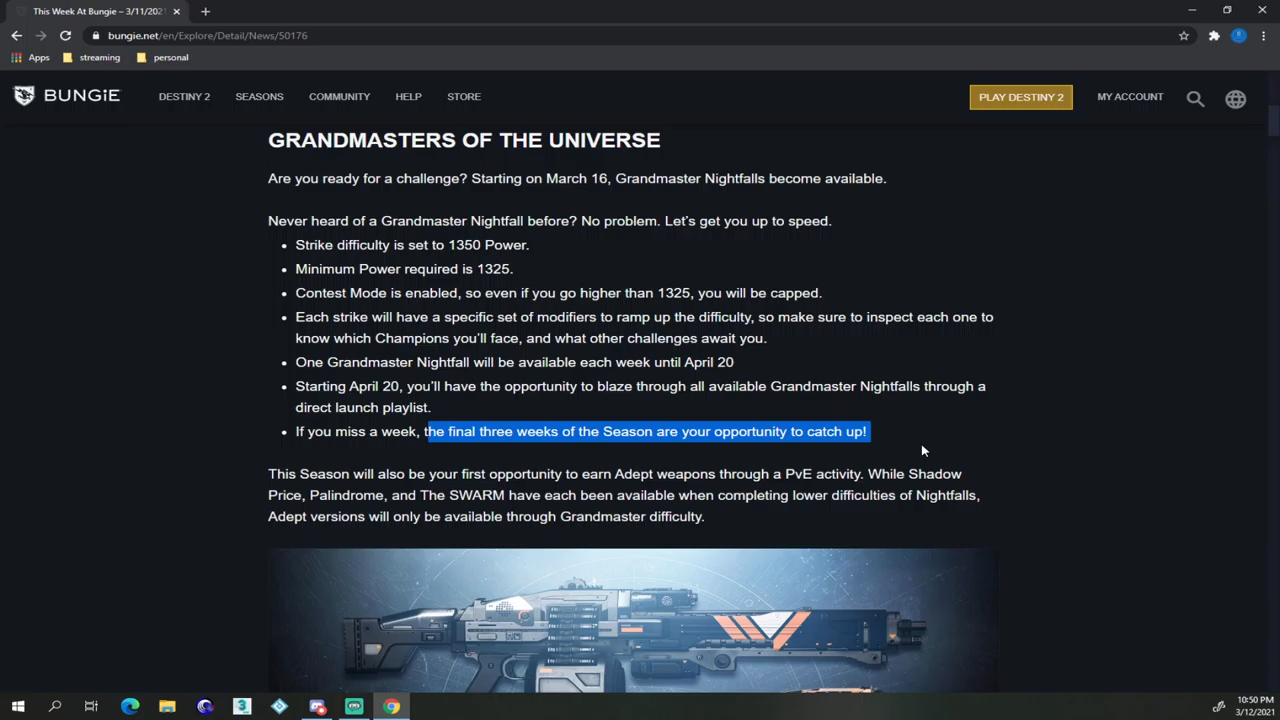 This Week At Bungie – 3/11/2021
bungie.net/en/Explore/Detail/News/50176
Apps streaming personal
BUNGIE DESTINY 2 SEASONS COMMUNITY HELP STORE PLAY DESTINY 2 MY ACCOUNT
GRANDMASTERS OF THE UNIVERSE
Are you ready for a challenge? Starting on March 16, Grandmaster Nightfalls become available.
Never heard of a Grandmaster Nightfall before? No problem. Let's get you up to speed.
• Strike difficulty is set to 1350 Power.
• Minimum Power required is 1325.
• Contest Mode is enabled, so even if you go higher than 1325, you will be capped.
• Each strike will have a specific set of modifiers to ramp up the difficulty, so make sure to inspect each one to
know which Champions you'll face, and what other challenges await you.
• One Grandmaster Nightfall will be available each week until April 20
• Starting April 20, you'll have the opportunity to blaze through all available Grandmaster Nightfalls through a
direct launch playlist.
• If you miss a week, the final three weeks of the Season are your opportunity to catch up!
This Season will also be your first opportunity to earn Adept weapons through a PvE activity. While Shadow
Price, Palindrome, and The SWARM have each been available when completing lower difficulties of Nightfalls,
Adept versions will only be available through Grandmaster difficulty.
10:50 PM
3/12/2021